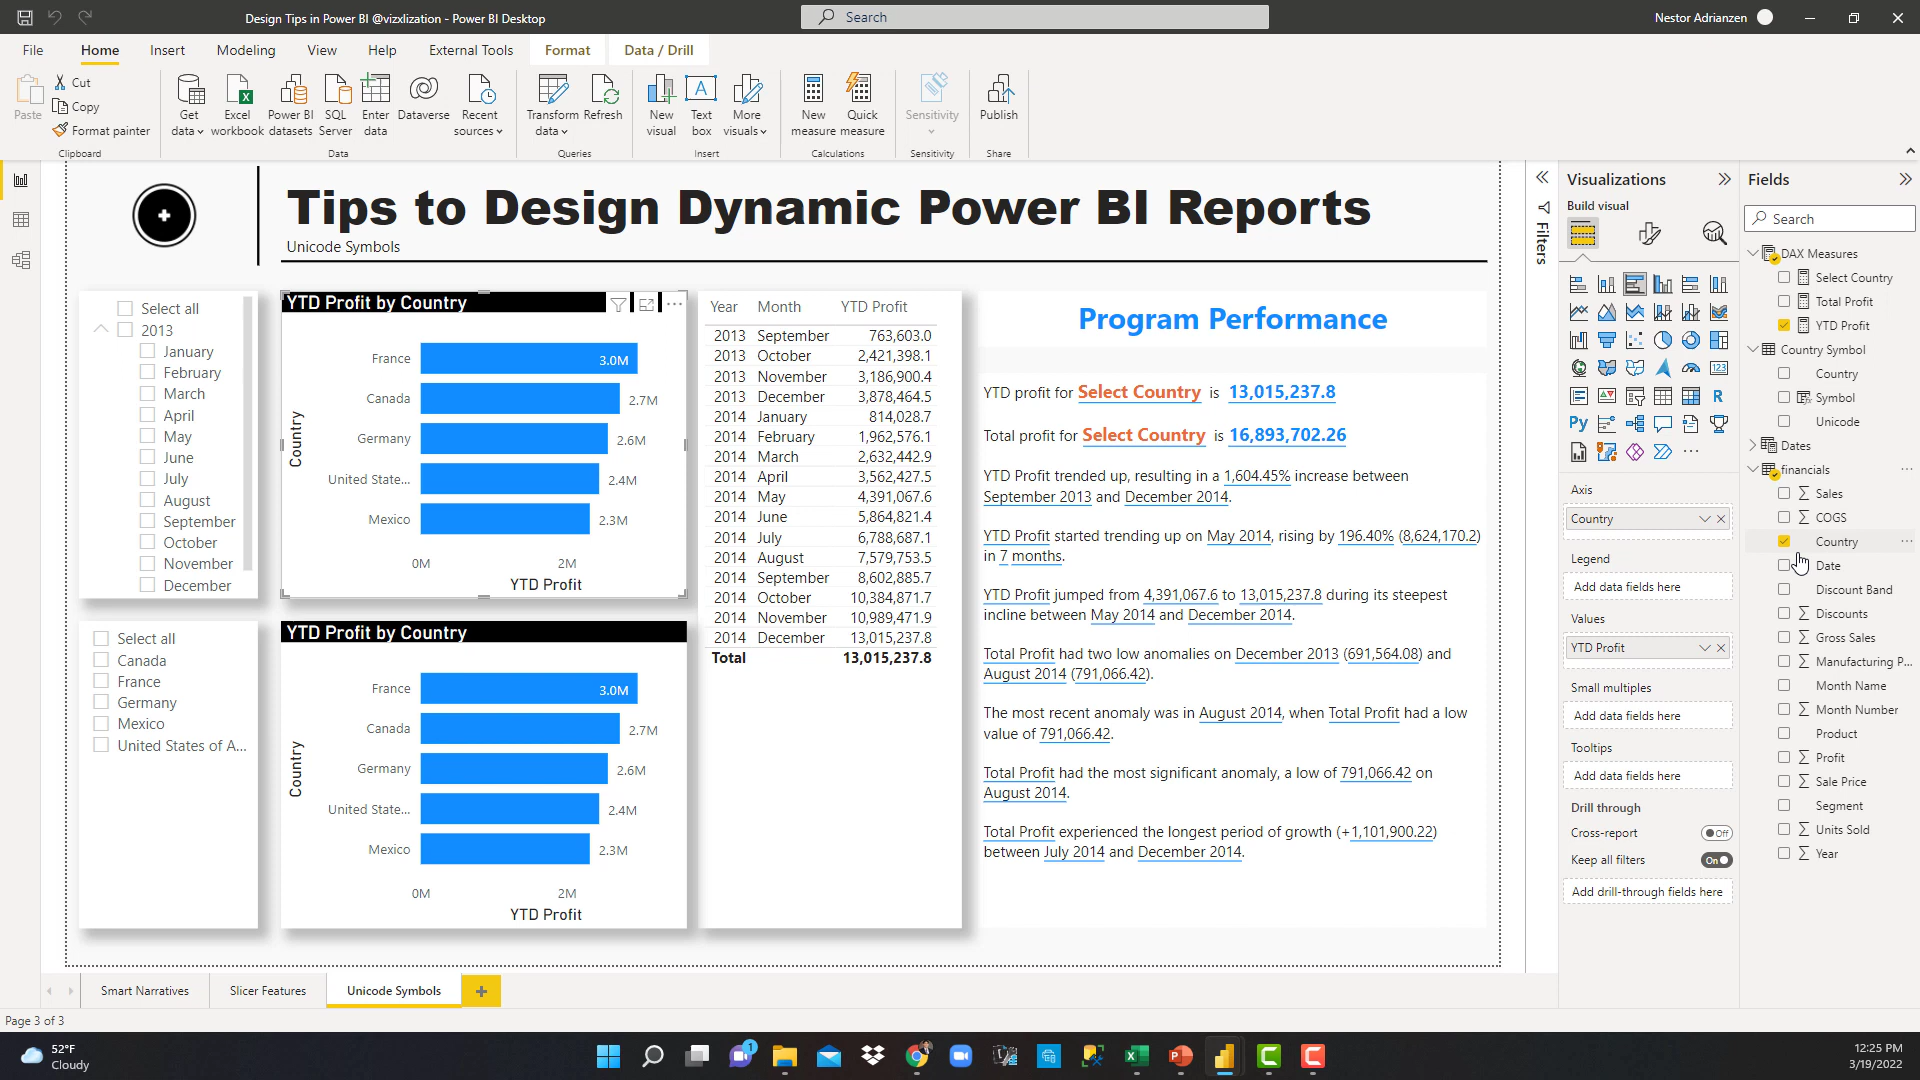 Design Tips in Power BI @vizxlization - Power BI Desktop
Search
Nestor Adrianzen
File
Home
Insert
Modeling
View
Help
External Tools
Format
Data / Drill
Paste
Cut
Copy
Format painter
Clipboard
Get data
Excel workbook
Power BI datasets
SQL Server
Enter data
Dataverse
Recent sources
Data
Transform data
Refresh
Queries
New visual
Text box
More visuals
Insert
New measure
Quick measure
Calculations
Sensitivity
Sensitivity
Publish
Share
Tips to Design Dynamic Power BI Reports
Unicode Symbols
Select all
2013
January
February
March
April
May
June
July
August
September
October
November
December
Select all
Canada
France
Germany
Mexico
United States of A...
YTD Profit by Country
Country
France 3.0M
Canada 2.7M
Germany 2.6M
United State... 2.4M
Mexico 2.3M
0M 2M
YTD Profit
YTD Profit by Country
Country
France 3.0M
Canada 2.7M
Germany 2.6M
United State... 2.4M
Mexico 2.3M
0M 2M
YTD Profit
Year Month YTD Profit
2013 September 763,603.0
2013 October 2,421,398.1
2013 November 3,186,900.4
2013 December 3,878,464.5
2014 January 814,028.7
2014 February 1,962,576.1
2014 March 2,632,442.9
2014 April 3,562,427.5
2014 May 4,391,067.6
2014 June 5,864,821.4
2014 July 6,788,687.1
2014 August 7,579,753.5
2014 September 8,602,885.7
2014 October 10,384,871.7
2014 November 10,989,471.9
2014 December 13,015,237.8
Total 13,015,237.8
Program Performance
YTD profit for Select Country is 13,015,237.8
Total profit for Select Country is 16,893,702.26
YTD Profit trended up, resulting in a 1,604.45% increase between
September 2013 and December 2014.
YTD Profit started trending up on May 2014, rising by 196.40% (8,624,170.2)
in 7 months.
YTD Profit jumped from 4,391,067.6 to 13,015,237.8 during its steepest
incline between May 2014 and December 2014.
Total Profit had two low anomalies on December 2013 (691,564.08) and
August 2014 (791,066.42).
The most recent anomaly was in August 2014, when Total Profit had a low
value of 791,066.42.
Total Profit had the most significant anomaly, a low of 791,066.42 on
August 2014.
Total Profit experienced the longest period of growth (+1,101,900.22)
between July 2014 and December 2014.
Filters
Visualizations
Build visual
123
R
Py
Axis
Country
Legend
Add data fields here
Values
YTD Profit
Small multiples
Add data fields here
Tooltips
Add data fields here
Drill through
Cross-report Off
Keep all filters On
Add drill-through fields here
Fields
Search
DAX Measures
Select Country
Total Profit
YTD Profit
Country Symbol
Country
Symbol
Unicode
Dates
financials
Sales
COGS
Country
Date
Discount Band
Discounts
Gross Sales
Manufacturing P...
Month Name
Month Number
Product
Profit
Sale Price
Segment
Units Sold
Year
Smart Narratives
Slicer Features
Unicode Symbols
Page 3 of 3
52°F
Cloudy
1
12:25 PM
3/19/2022